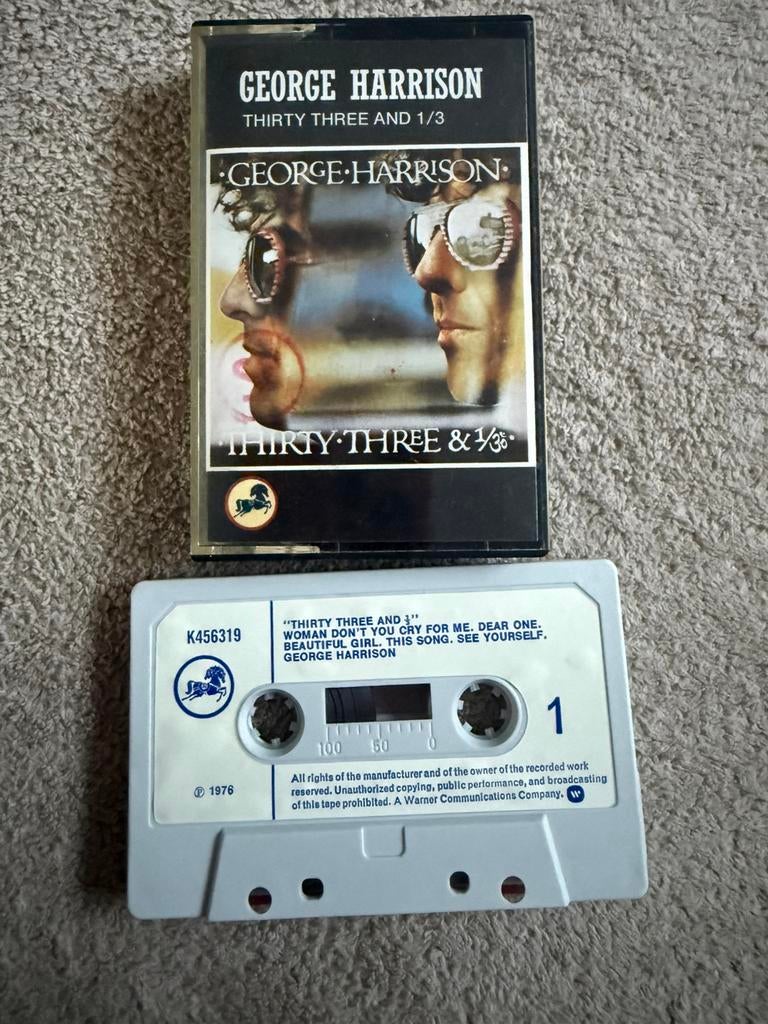 GEORGE HARRISON
THIRTY THREE AND 1/3
·GEORGE·HARRISON·
·THIRTY·THREE & 1/3·
K456319
"THIRTY THREE AND ⅓"
WOMAN DON'T YOU CRY FOR ME. DEAR ONE.
BEAUTIFUL GIRL. THIS SONG. SEE YOURSELF.
GEORGE HARRISON
1
100 50 0
℗ 1976
All rights of the manufacturer and of the owner of the recorded work
reserved. Unauthorized copying, public performance, and broadcasting
of this tape prohibited. A Warner Communications Company.